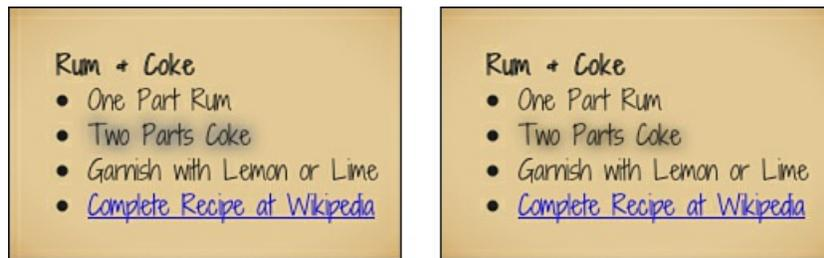 Rum & Coke
One Part Rum
Two Parts Coke
Garnish with Lemon or Lime
Complete Recipe at Wikipedia
Rum & Coke
One Part Rum
Two Parts Coke
Garnish with Lemon or Lime
Complete Recipe at Wikipedia